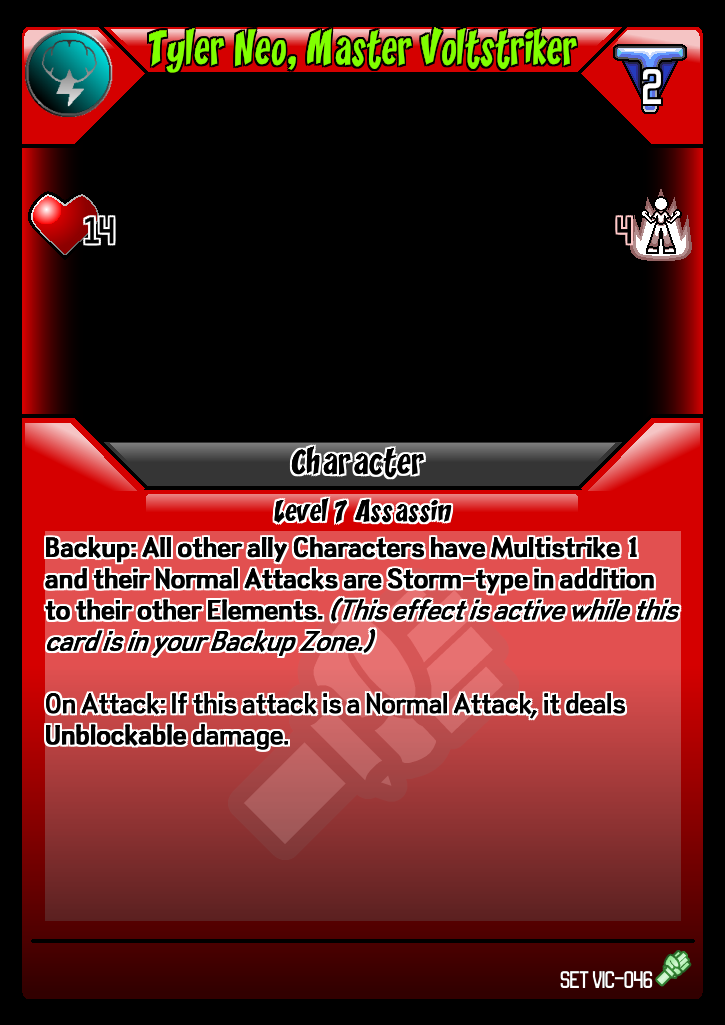 Tyler Neo, Master Voltstriker
2
14
4
Character
Level 7 Assassin
Backup: All other ally Characters have Multistrike 1
and their Normal Attacks are Storm-type in addition
to their other Elements. (This effect is active while this
card is in your Backup Zone.)
On Attack: If this attack is a Normal Attack, it deals
Unblockable damage.
SET VIC-046